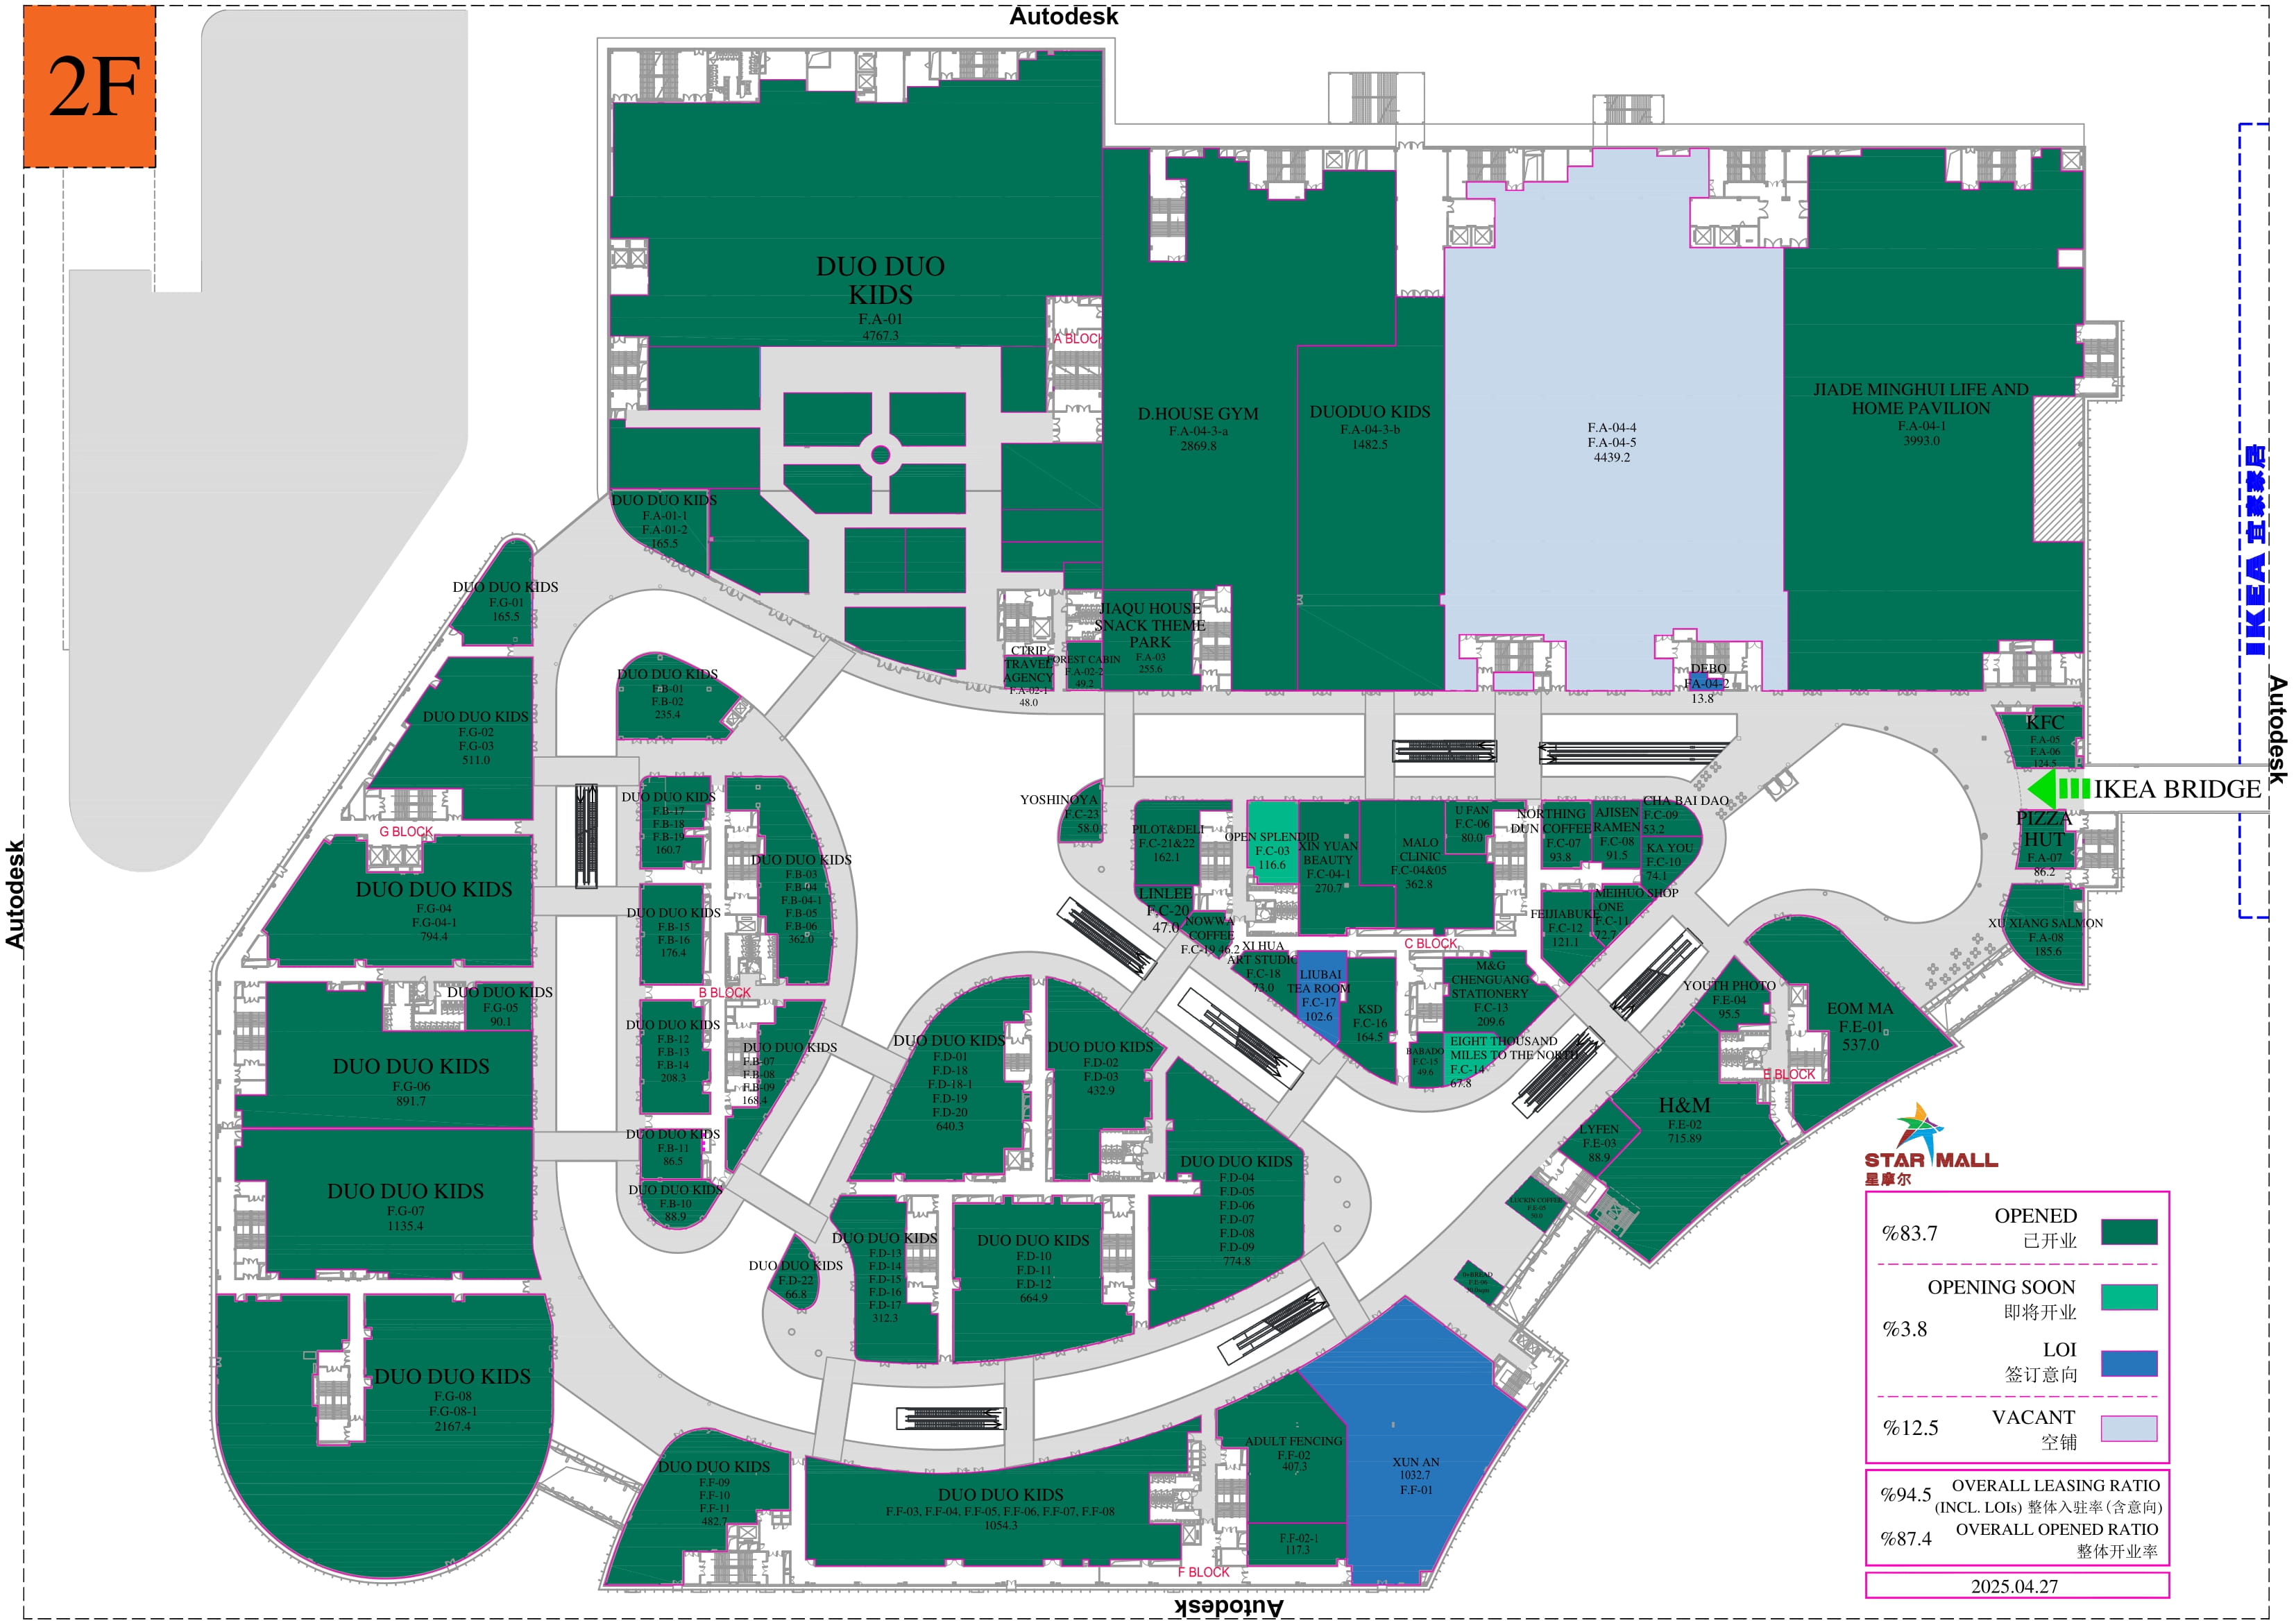 Autodesk
2F
DUO DUO
KIDS
F.A-01
4767.3
A BLOCK
D.HOUSE GYM
F.A-04-3-a
2869.8
DUODUO KIDS
F.A-04-3-b
1482.5
F.A-04-4
F.A-04-5
4439.2
JIADE MINGHUI LIFE AND
HOME PAVILION
F.A-04-1
3993.0
IKEA 宜家家居
DUO DUO KIDS
F.A-01-1
F.A-01-2
165.5
DUO DUO KIDS
F.G-01
165.5
JIAQU HOUSE
SNACK THEME
PARK
F.A-03
255.6
CTRIP
TRAVEL
AGENCY
F.A-02-1
48.0
FOREST CABIN
F.A-02-2
49.2
DEBO
FA-04-2
13.8
Autodesk
DUO DUO KIDS
F.B-01
F.B-02
235.4
DUO DUO KIDS
F.G-02
F.G-03
511.0
KFC
F.A-05
F.A-06
124.5
IKEA BRIDGE
PIZZA
HUT
F.A-07
86.2
XU XIANG SALMON
F.A-08
185.6
G BLOCK
DUO DUO KIDS
F.B-17
F.B-18
F.B-19
160.7
DUO DUO KIDS
F.B-03
F.B-04
F.B-04-1
F.B-05
F.B-06
362.0
YOSHINOYA
F.C-23
58.0
PILOT&DELI
F.C-21&22
162.1
OPEN SPLENDID
F.C-03
116.6
XIN YUAN
BEAUTY
F.C-04-1
270.7
MALO
CLINIC
F.C-04&05
362.8
U FAN
F.C-06
80.0
NORTHING
DUN COFFEE
F.C-07
93.8
AJISEN
RAMEN
F.C-08
91.5
CHA BAI DAO
F.C-09
53.2
KA YOU
F.C-10
74.1
LINLEE
F.C-20
47.0
NOWWA
COFFEE
F.C-19,46.2
FEIJIABUKE
F.C-12
121.1
MEIHUO SHOP
ONE
F.C-11
72.7
Autodesk
DUO DUO KIDS
F.G-04
F.G-04-1
794.4
DUO DUO KIDS
F.B-15
F.B-16
176.4
C BLOCK
XI HUA
ART STUDIO
F.C-18
73.0
LIUBAI
TEA ROOM
F.C-17
102.6
KSD
F.C-16
164.5
M&G
CHENGUANG
STATIONERY
F.C-13
209.6
BABADO
F.C-15
49.6
EIGHT THOUSAND
MILES TO THE NORTH
F.C-14
67.8
YOUTH PHOTO
F.E-04
95.5
EOM MA
F.E-01
537.0
E BLOCK
B BLOCK
DUO DUO KIDS
F.G-05
90.1
DUO DUO KIDS
F.G-06
891.7
DUO DUO KIDS
F.B-12
F.B-13
F.B-14
208.3
DUO DUO KIDS
F.B-07
F.B-08
F.B-09
168.4
DUO DUO KIDS
F.D-01
F.D-18
F.D-18-1
F.D-19
F.D-20
640.3
DUO DUO KIDS
F.D-02
F.D-03
432.9
H&M
F.E-02
715.89
LYFEN
F.E-03
88.9
DUO DUO KIDS
F.B-11
86.5
DUO DUO KIDS
F.B-10
88.9
DUO DUO KIDS
F.D-04
F.D-05
F.D-06
F.D-07
F.D-08
F.D-09
774.8
LUCKIN COFFEE
F.E-05
DUO DUO KIDS
F.G-07
1135.4
DUO DUO KIDS
F.D-22
66.8
DUO DUO KIDS
F.D-13
F.D-14
F.D-15
F.D-16
F.D-17
312.3
DUO DUO KIDS
F.D-10
F.D-11
F.D-12
664.9
DUO DUO KIDS
F.G-08
F.G-08-1
2167.4
DUO DUO KIDS
F.F-09
F.F-10
F.F-11
482.7
DUO DUO KIDS
F.F-03, F.F-04, F.F-05, F.F-06, F.F-07, F.F-08
1054.3
ADULT FENCING
F.F-02
407.3
F.F-02-1
117.3
XUN AN
1032.7
F.F-01
F BLOCK
STAR MALL
星摩尔
%83.7
OPENED
已开业
OPENING SOON
即将开业
%3.8
LOI
签订意向
%12.5
VACANT
空铺
%94.5
OVERALL LEASING RATIO
(INCL. LOIs) 整体入驻率(含意向)
%87.4
OVERALL OPENED RATIO
整体开业率
2025.04.27
Autodesk